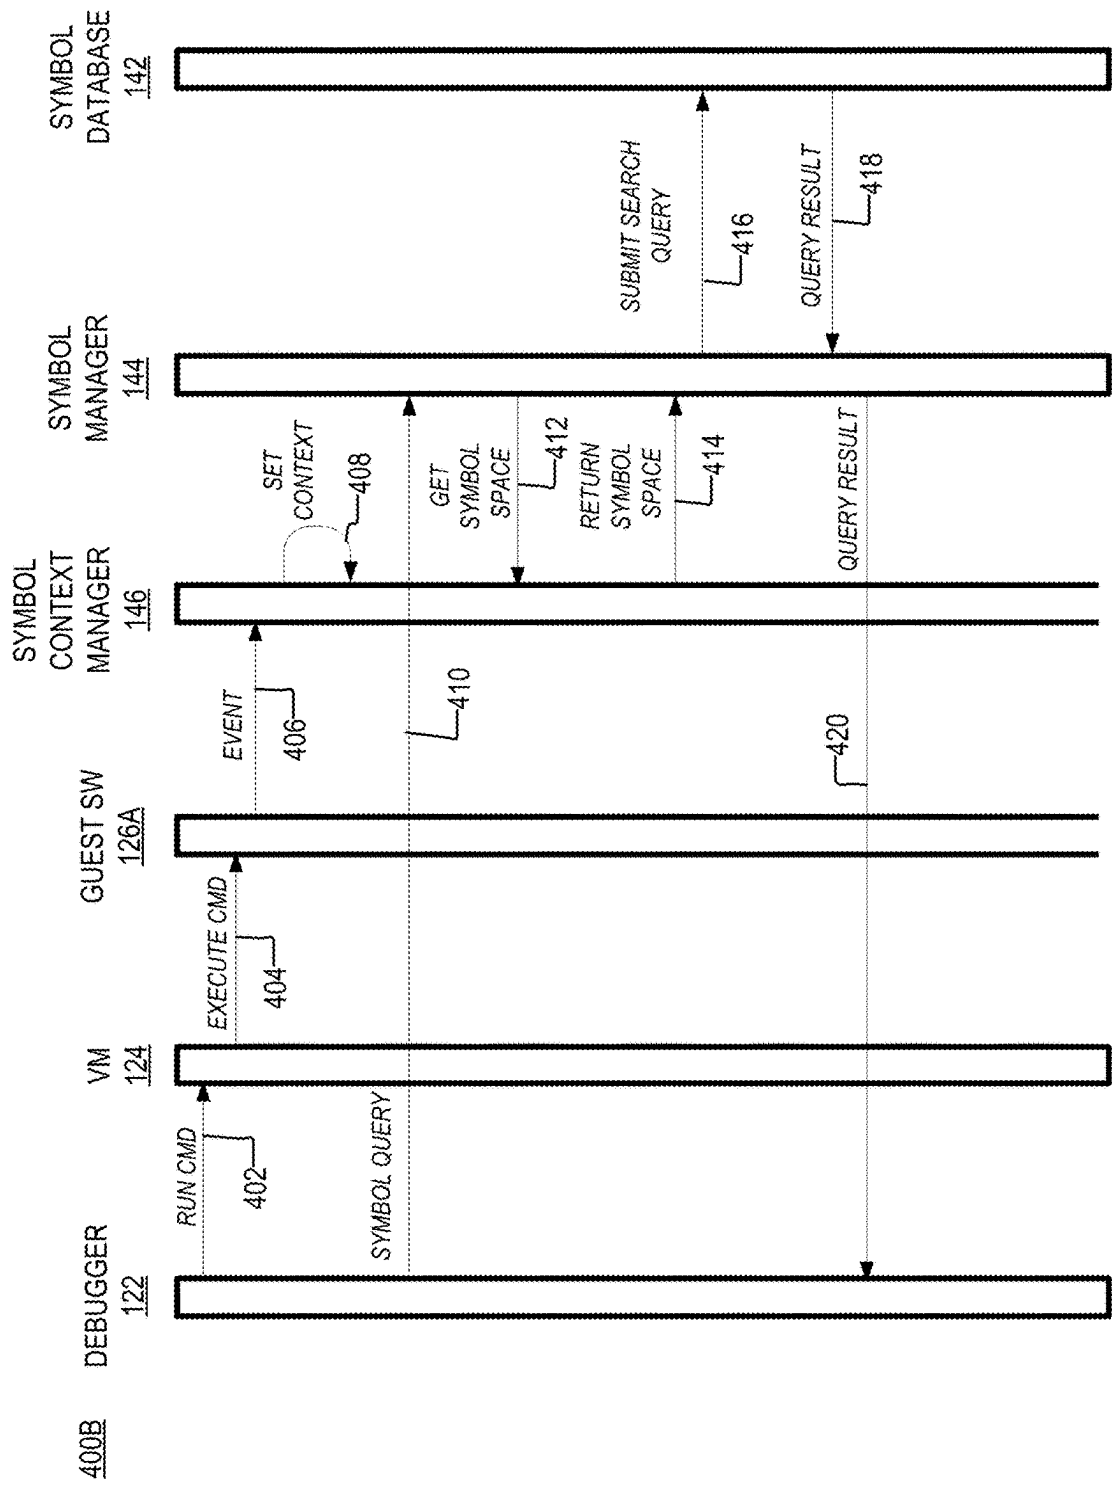 400B
DEBUGGER
122
VM
124
GUEST SW
126A
SYMBOL
CONTEXT
MANAGER
146
SYMBOL
MANAGER
144
SYMBOL
DATABASE
142
RUN CMD
402
EXECUTE CMD
404
EVENT
406
SET
CONTEXT
408
SYMBOL QUERY
410
GET
SYMBOL
SPACE
412
RETURN
SYMBOL
SPACE
414
SUBMIT SEARCH
QUERY
416
QUERY RESULT
418
QUERY RESULT
420